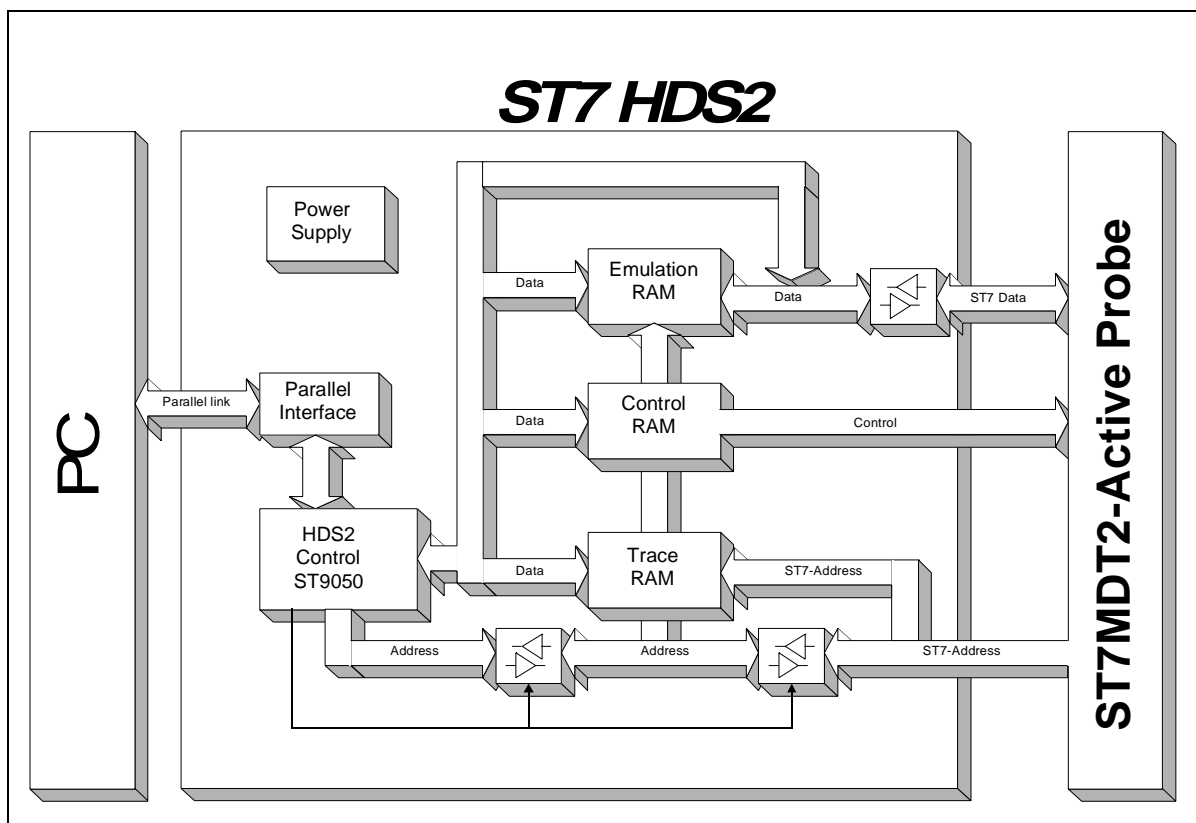 ST7 HDS2
PC
Power
Supply
Parallel link
Parallel
Interface
HDS2
Control
ST9050
Data
Emulation
RAM
Data
ST7 Data
Data
Control
RAM
Control
Data
Trace
RAM
ST7-Address
Address
Address
ST7-Address
ST7MDT2-Active Probe